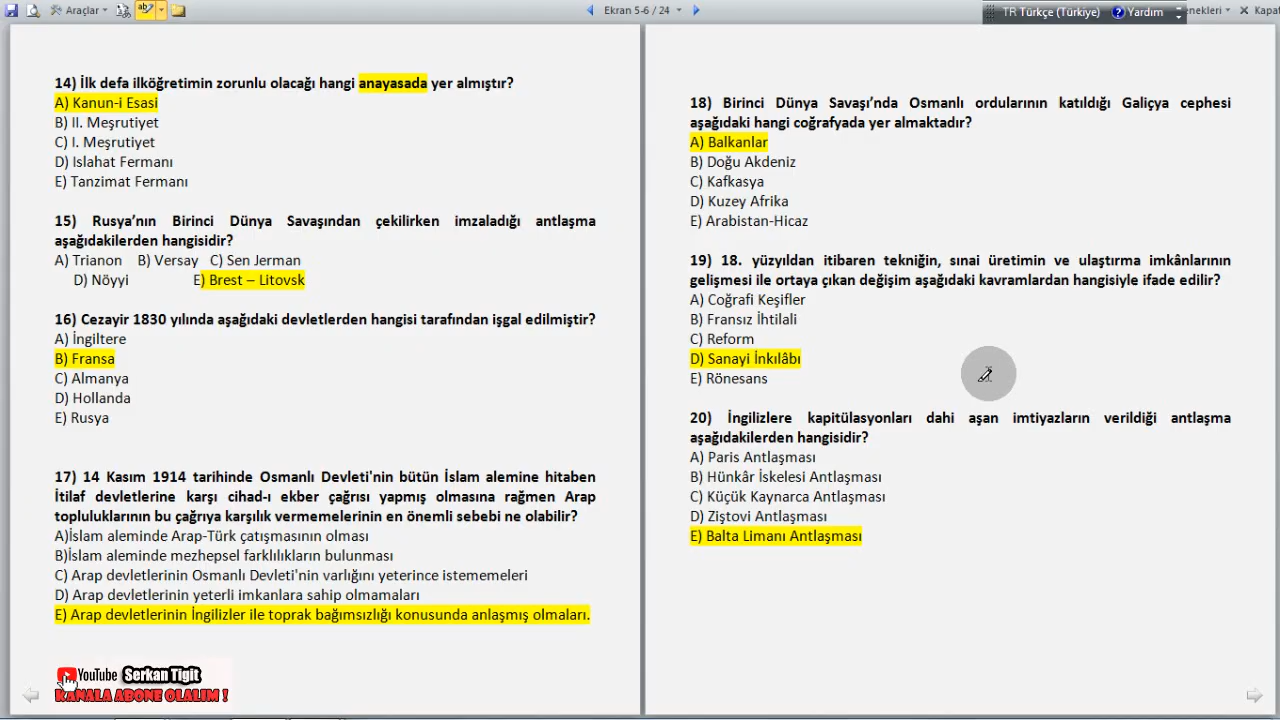 Araçlar
Ekran 5-6 / 24
TR Türkçe (Türkiye)
Yardım
enekleri
Kapat
14) İlk defa ilköğretimin zorunlu olacağı hangi anayasada yer almıştır?
A) Kanun-i Esasi
B) II. Meşrutiyet
C) I. Meşrutiyet
D) Islahat Fermanı
E) Tanzimat Fermanı
15) Rusya’nın Birinci Dünya Savaşından çekilirken imzaladığı antlaşma
aşağıdakilerden hangisidir?
A) Trianon B) Versay C) Sen Jerman
D) Nöyyi E) Brest – Litovsk
16) Cezayir 1830 yılında aşağıdaki devletlerden hangisi tarafından işgal edilmiştir?
A) İngiltere
B) Fransa
C) Almanya
D) Hollanda
E) Rusya
17) 14 Kasım 1914 tarihinde Osmanlı Devleti'nin bütün İslam alemine hitaben
İtilaf devletlerine karşı cihad-ı ekber çağrısı yapmış olmasına rağmen Arap
topluluklarının bu çağrıya karşılık vermemelerinin en önemli sebebi ne olabilir?
A)İslam aleminde Arap-Türk çatışmasının olması
B)İslam aleminde mezhepsel farklılıkların bulunması
C) Arap devletlerinin Osmanlı Devleti'nin varlığını yeterince istememeleri
D) Arap devletlerinin yeterli imkanlara sahip olmamaları
E) Arap devletlerinin İngilizler ile toprak bağımsızlığı konusunda anlaşmış olmaları.
YouTube Serkan Tigit
KANALA ABONE OLALIM !
18) Birinci Dünya Savaşı’nda Osmanlı ordularının katıldığı Galiçya cephesi
aşağıdaki hangi coğrafyada yer almaktadır?
A) Balkanlar
B) Doğu Akdeniz
C) Kafkasya
D) Kuzey Afrika
E) Arabistan-Hicaz
19) 18. yüzyıldan itibaren tekniğin, sınai üretimin ve ulaştırma imkânlarının
gelişmesi ile ortaya çıkan değişim aşağıdaki kavramlardan hangisiyle ifade edilir?
A) Coğrafi Keşifler
B) Fransız İhtilali
C) Reform
D) Sanayi İnkılâbı
E) Rönesans
20) İngilizlere kapitülasyonları dahi aşan imtiyazların verildiği antlaşma
aşağıdakilerden hangisidir?
A) Paris Antlaşması
B) Hünkâr İskelesi Antlaşması
C) Küçük Kaynarca Antlaşması
D) Ziştovi Antlaşması
E) Balta Limanı Antlaşması